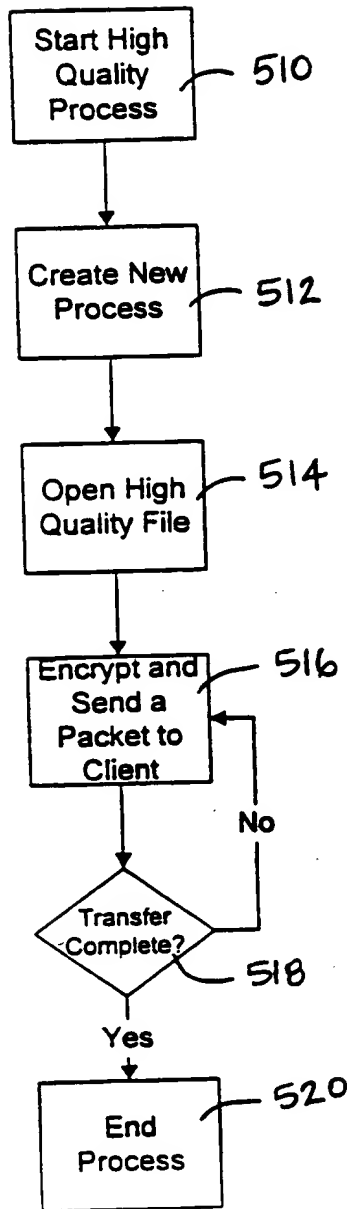 Start High
Quality
Process
510
Create New
Process
512
Open High
Quality File
514
Encrypt and
Send a
Packet to
Client
516
No
Transfer
Complete?
518
Yes
End
Process
520